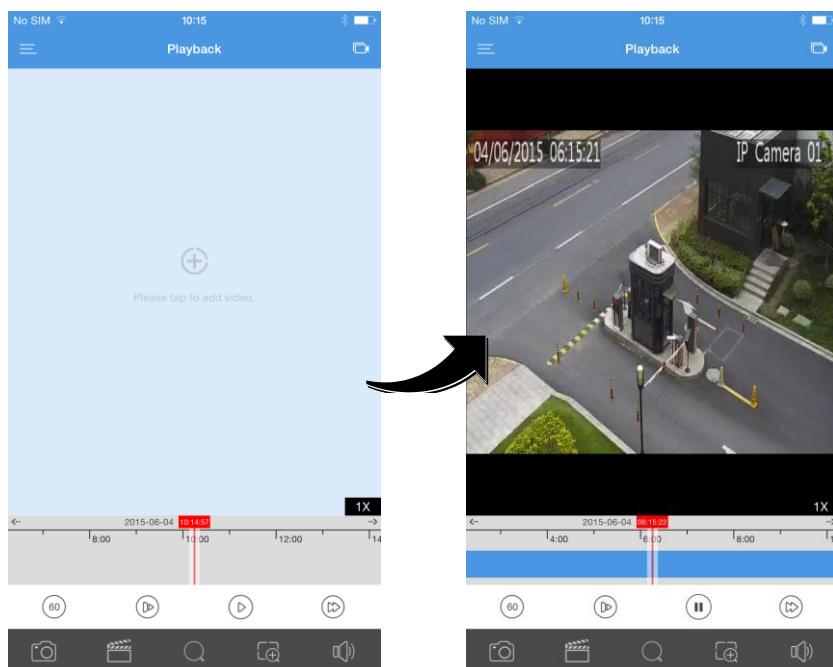 No SIM 10:15
Playback
Please tap to add video.
1X
2015-06-04 10:14:57
8:00 10:00 12:00 14
60
No SIM 10:15
Playback
04/06/2015 06:15:21 IP Camera 01
1X
2015-06-04 06:15:22
4:00 6:00 8:00 1
60